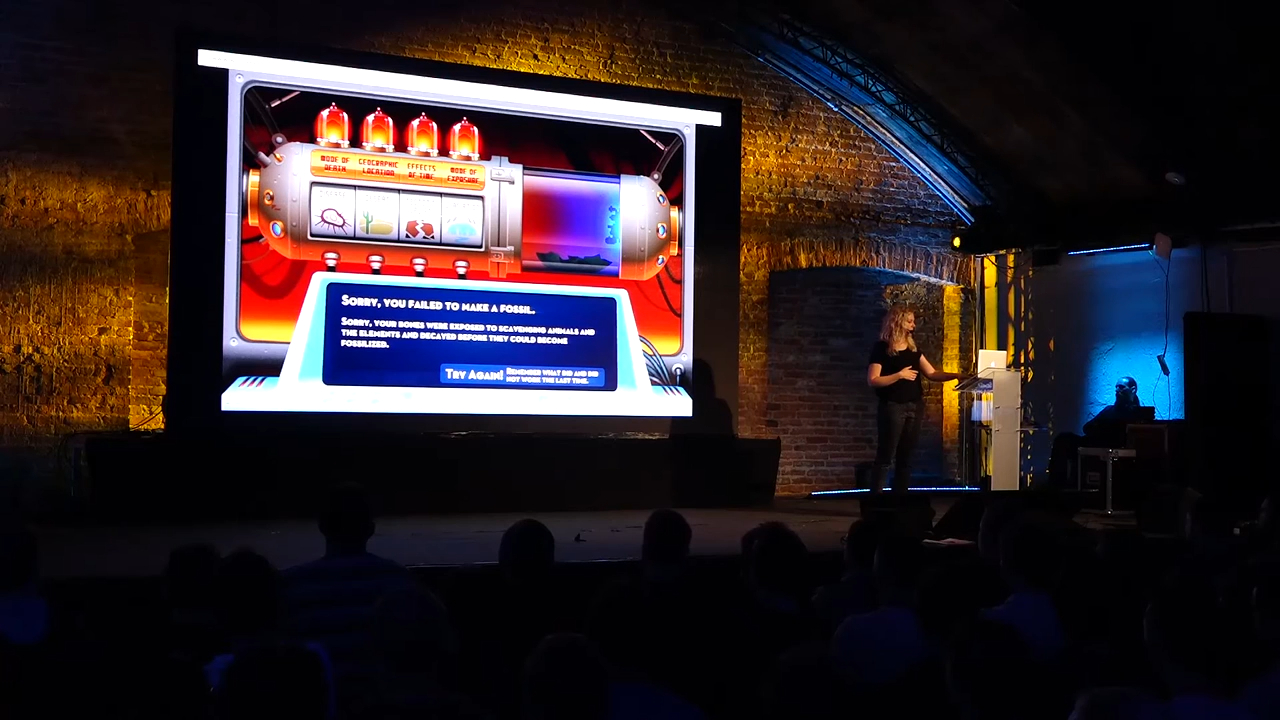 MODE OF DEATH
GEOGRAPHIC LOCATION
EFFECTS OF TIME
MODE OF EXPOSURE
SORRY, YOU FAILED TO MAKE A FOSSIL.
SORRY, YOUR BONES WERE EXPOSED TO SCAVENGING ANIMALS AND
THE ELEMENTS AND DECAYED BEFORE THEY COULD BECOME
FOSSILIZED.
TRY AGAIN!
REMEMBER WHAT DID AND DID
NOT WORK THE LAST TIME.